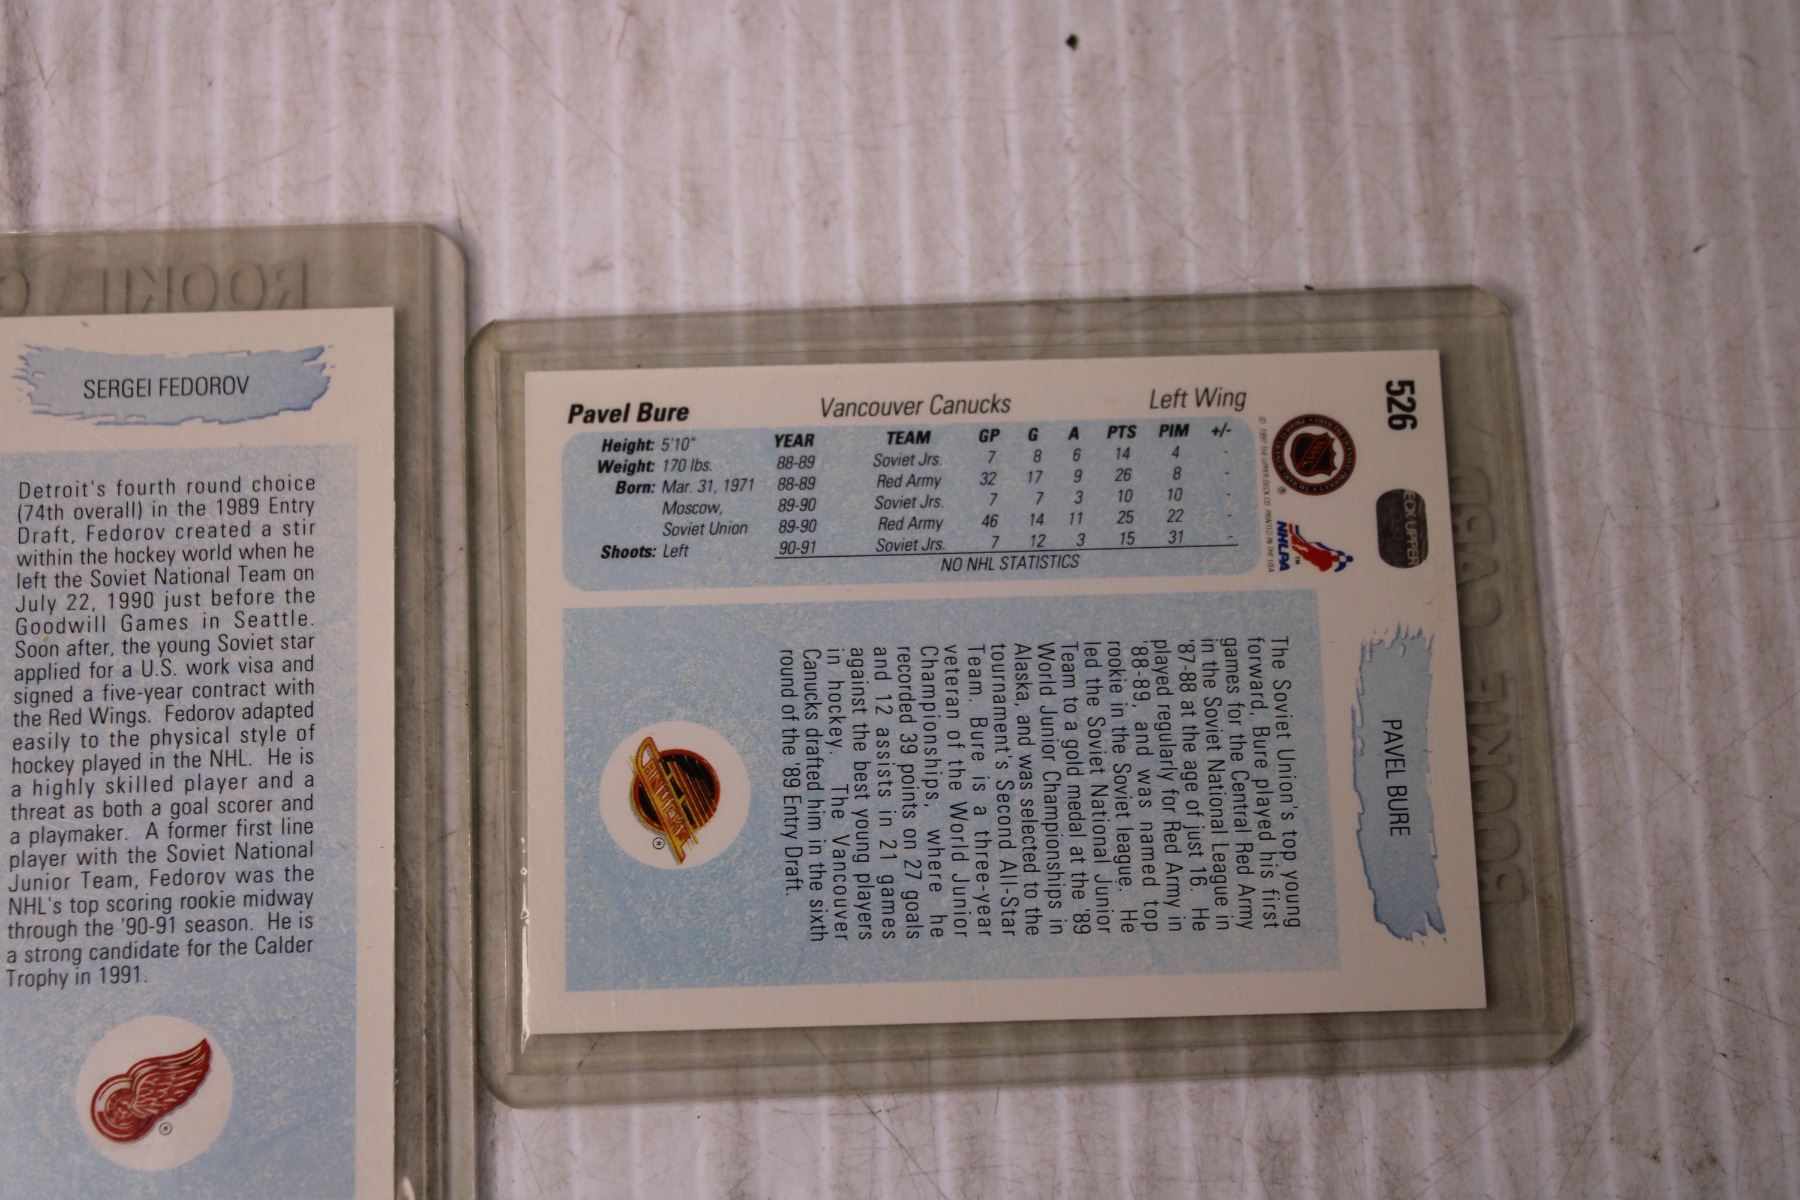 ROOKIE C
SERGEI FEDOROV
Detroit's fourth round choice
(74th overall) in the 1989 Entry
Draft, Fedorov created a stir
within the hockey world when he
left the Soviet National Team on
July 22, 1990 just before the
Goodwill Games in Seattle.
Soon after, the young Soviet star
applied for a U.S. work visa and
signed a five-year contract with
the Red Wings. Fedorov adapted
easily to the physical style of
hockey played in the NHL. He is
a highly skilled player and a
threat as both a goal scorer and
a playmaker. A former first line
player with the Soviet National
Junior Team, Fedorov was the
NHL's top scoring rookie midway
through the '90-91 season. He is
a strong candidate for the Calder
Trophy in 1991.
®
Pavel Bure Vancouver Canucks Left Wing
Height: 5'10"
Weight: 170 lbs.
Born: Mar. 31, 1971
Moscow,
Soviet Union
Shoots: Left
YEAR TEAM GP G A PTS PIM +/-
88-89 Soviet Jrs. 7 8 6 14 4 -
88-89 Red Army 32 17 9 26 8 -
89-90 Soviet Jrs. 7 7 3 10 10 -
89-90 Red Army 46 14 11 25 22 -
90-91 Soviet Jrs. 7 12 3 15 31 -
NO NHL STATISTICS
526
NHLPA
™
®
PAVEL BURE
The Soviet Union's top young
forward, Bure played his first
games for the Central Red Army
in the Soviet National League in
'87-88 at the age of just 16. He
played regularly for Red Army in
'88-89, and was named top
rookie in the Soviet league. He
led the Soviet National Junior
Team to a gold medal at the '89
World Junior Championships in
Alaska, and was selected to the
tournament's Second All-Star
Team. Bure is a three-year
veteran of the World Junior
Championships, where he
recorded 39 points on 27 goals
and 12 assists in 21 games
against the best young players
in hockey. The Vancouver
Canucks drafted him in the sixth
round of the '89 Entry Draft.
®
ROOKIE CARD